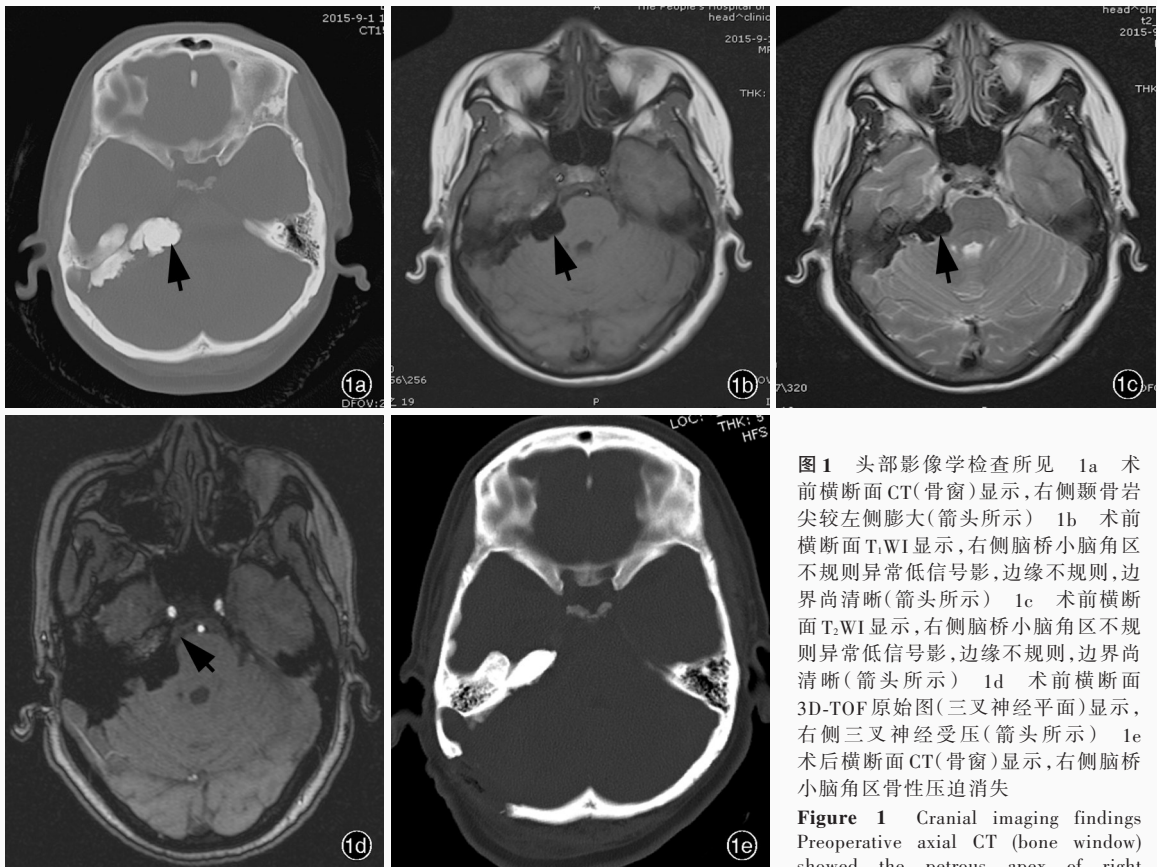 2015-9-1 1
CT15
1a
A The People's Hospital of
head^clinic
2015-9-1
MR
THK:
56\256
Z 19
P
1b
head^clin
t2_
2015-9
THK:
7\320
1c
DFOV:2
1d
LOC:
THK: 5
HFS
1e
图1 头部影像学检查所见 1a 术
前横断面CT(骨窗)显示,右侧颞骨岩
尖较左侧膨大(箭头所示) 1b 术前
横断面T₁WI显示,右侧脑桥小脑角区
不规则异常低信号影,边缘不规则,边
界尚清晰(箭头所示) 1c 术前横断
面T₂WI显示,右侧脑桥小脑角区不规
则异常低信号影,边缘不规则,边界尚
清晰(箭头所示) 1d 术前横断面
3D-TOF原始图(三叉神经平面)显示,
右侧三叉神经受压(箭头所示) 1e
术后横断面CT(骨窗)显示,右侧脑桥
小脑角区骨性压迫消失
Figure 1 Cranial imaging findings
Preoperative axial CT (bone window)
showed the petrous apex of right